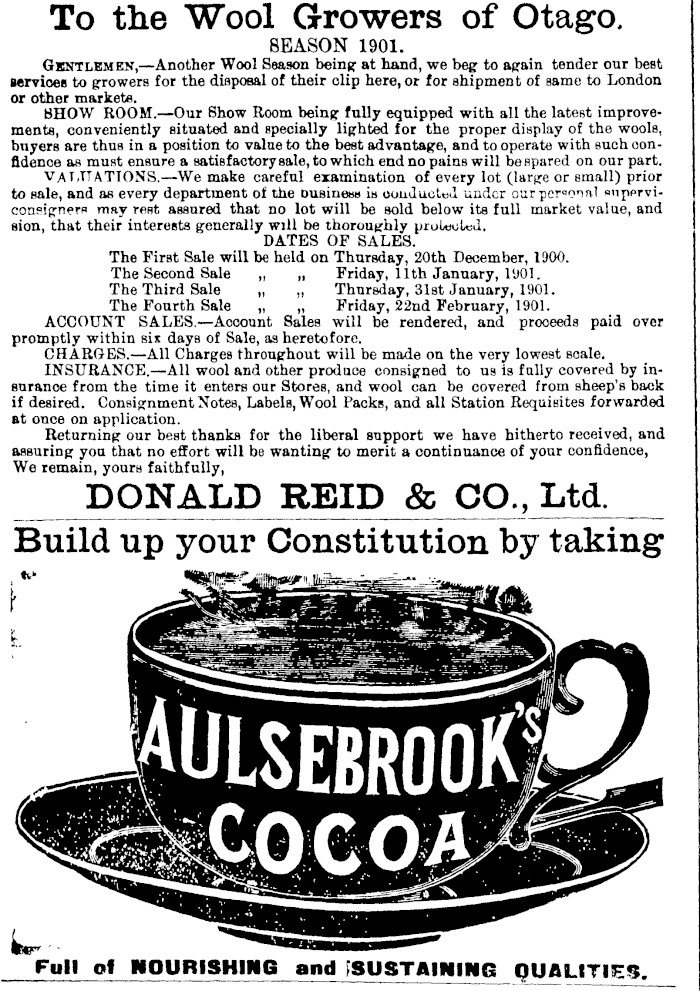 To the Wool Growers of Otago.
SEASON 1901.
GENTLEMEN,—Another Wool Season being at hand, we beg to again tender our best
services to growers for the disposal of their clip here, or for shipment of same to London
or other markets.
SHOW ROOM.—Our Show Room being fully equipped with all the latest improve-
ments, conveniently situated and specially lighted for the proper display of the wools,
buyers are thus in a position to value to the best advantage, and to operate with such con-
fidence as must ensure a satisfactory sale, to which end no pains will be spared on our part.
VALUATIONS.—We make careful examination of every lot (large or small) prior
to sale, and as every department of the business is conducted under our personal supervi-
consigners may rest assured that no lot will be sold below its full market value, and
sion, that their interests generally will be thoroughly protected.
DATES OF SALES.
The First Sale will be held on Thursday, 20th December, 1900.
The Second Sale „ „ Friday, 11th January, 1901.
The Third Sale „ „ Thursday, 31st January, 1901.
The Fourth Sale „ „ Friday, 22nd February, 1901.
ACCOUNT SALES.—Account Sales will be rendered, and proceeds paid over
promptly within six days of Sale, as heretofore.
CHARGES.—All Charges throughout will be made on the very lowest scale.
INSURANCE.—All wool and other produce consigned to us is fully covered by in-
surance from the time it enters our Stores, and wool can be covered from sheep's back
if desired. Consignment Notes, Labels, Wool Packs, and all Station Requisites forwarded
at once on application.
Returning our best thanks for the liberal support we have hitherto received, and
assuring you that no effort will be wanting to merit a continuance of your confidence,
We remain, yours faithfully,
DONALD REID & CO., Ltd.
Build up your Constitution by taking
AULSEBROOK'S
COCOA
Full of NOURISHING and SUSTAINING QUALITIES.